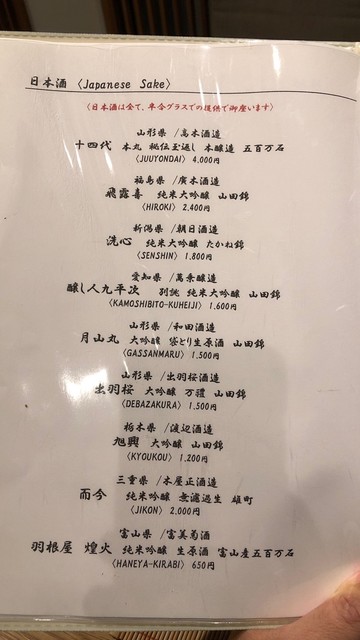 日本酒 〈Japanese Sake〉
〈日本酒は全て、半合グラスでの提供で御座います〉
山形県 /高木酒造
十四代 本丸 秘伝玉返し 本醸造 五百万石
〈JUUYONDAI〉 4,000円
福島県 /廣木酒造
飛露喜 純米大吟醸 山田錦
〈HIROKI〉 2,400円
新潟県 /朝日酒造
洗心 純米大吟醸 たかね錦
〈SENSHIN〉 1,800円
愛知県 /萬乗醸造
醸し人九平次 別誂 純米大吟醸 山田錦
〈KAMOSHIBITO-KUHEIJI〉 1,600円
山形県 /和田酒造
月山丸 大吟醸 袋とり生原酒 山田錦
〈GASSANMARU〉 1,500円
山形県 /出羽桜酒造
出羽桜 大吟醸 万禮 山田錦
〈DEBAZAKURA〉 1,500円
栃木県 /渡辺酒造
旭興 大吟醸 山田錦
〈KYOUKOU〉 1,200円
三重県 /木屋正酒造
而今 純米吟醸 無濾過生 雄町
〈JIKON〉 2,000円
富山県 /富美菊酒
羽根屋 煌火 純米吟醸 生原酒 富山産五百万石
〈HANEYA-KIRABI〉 650円